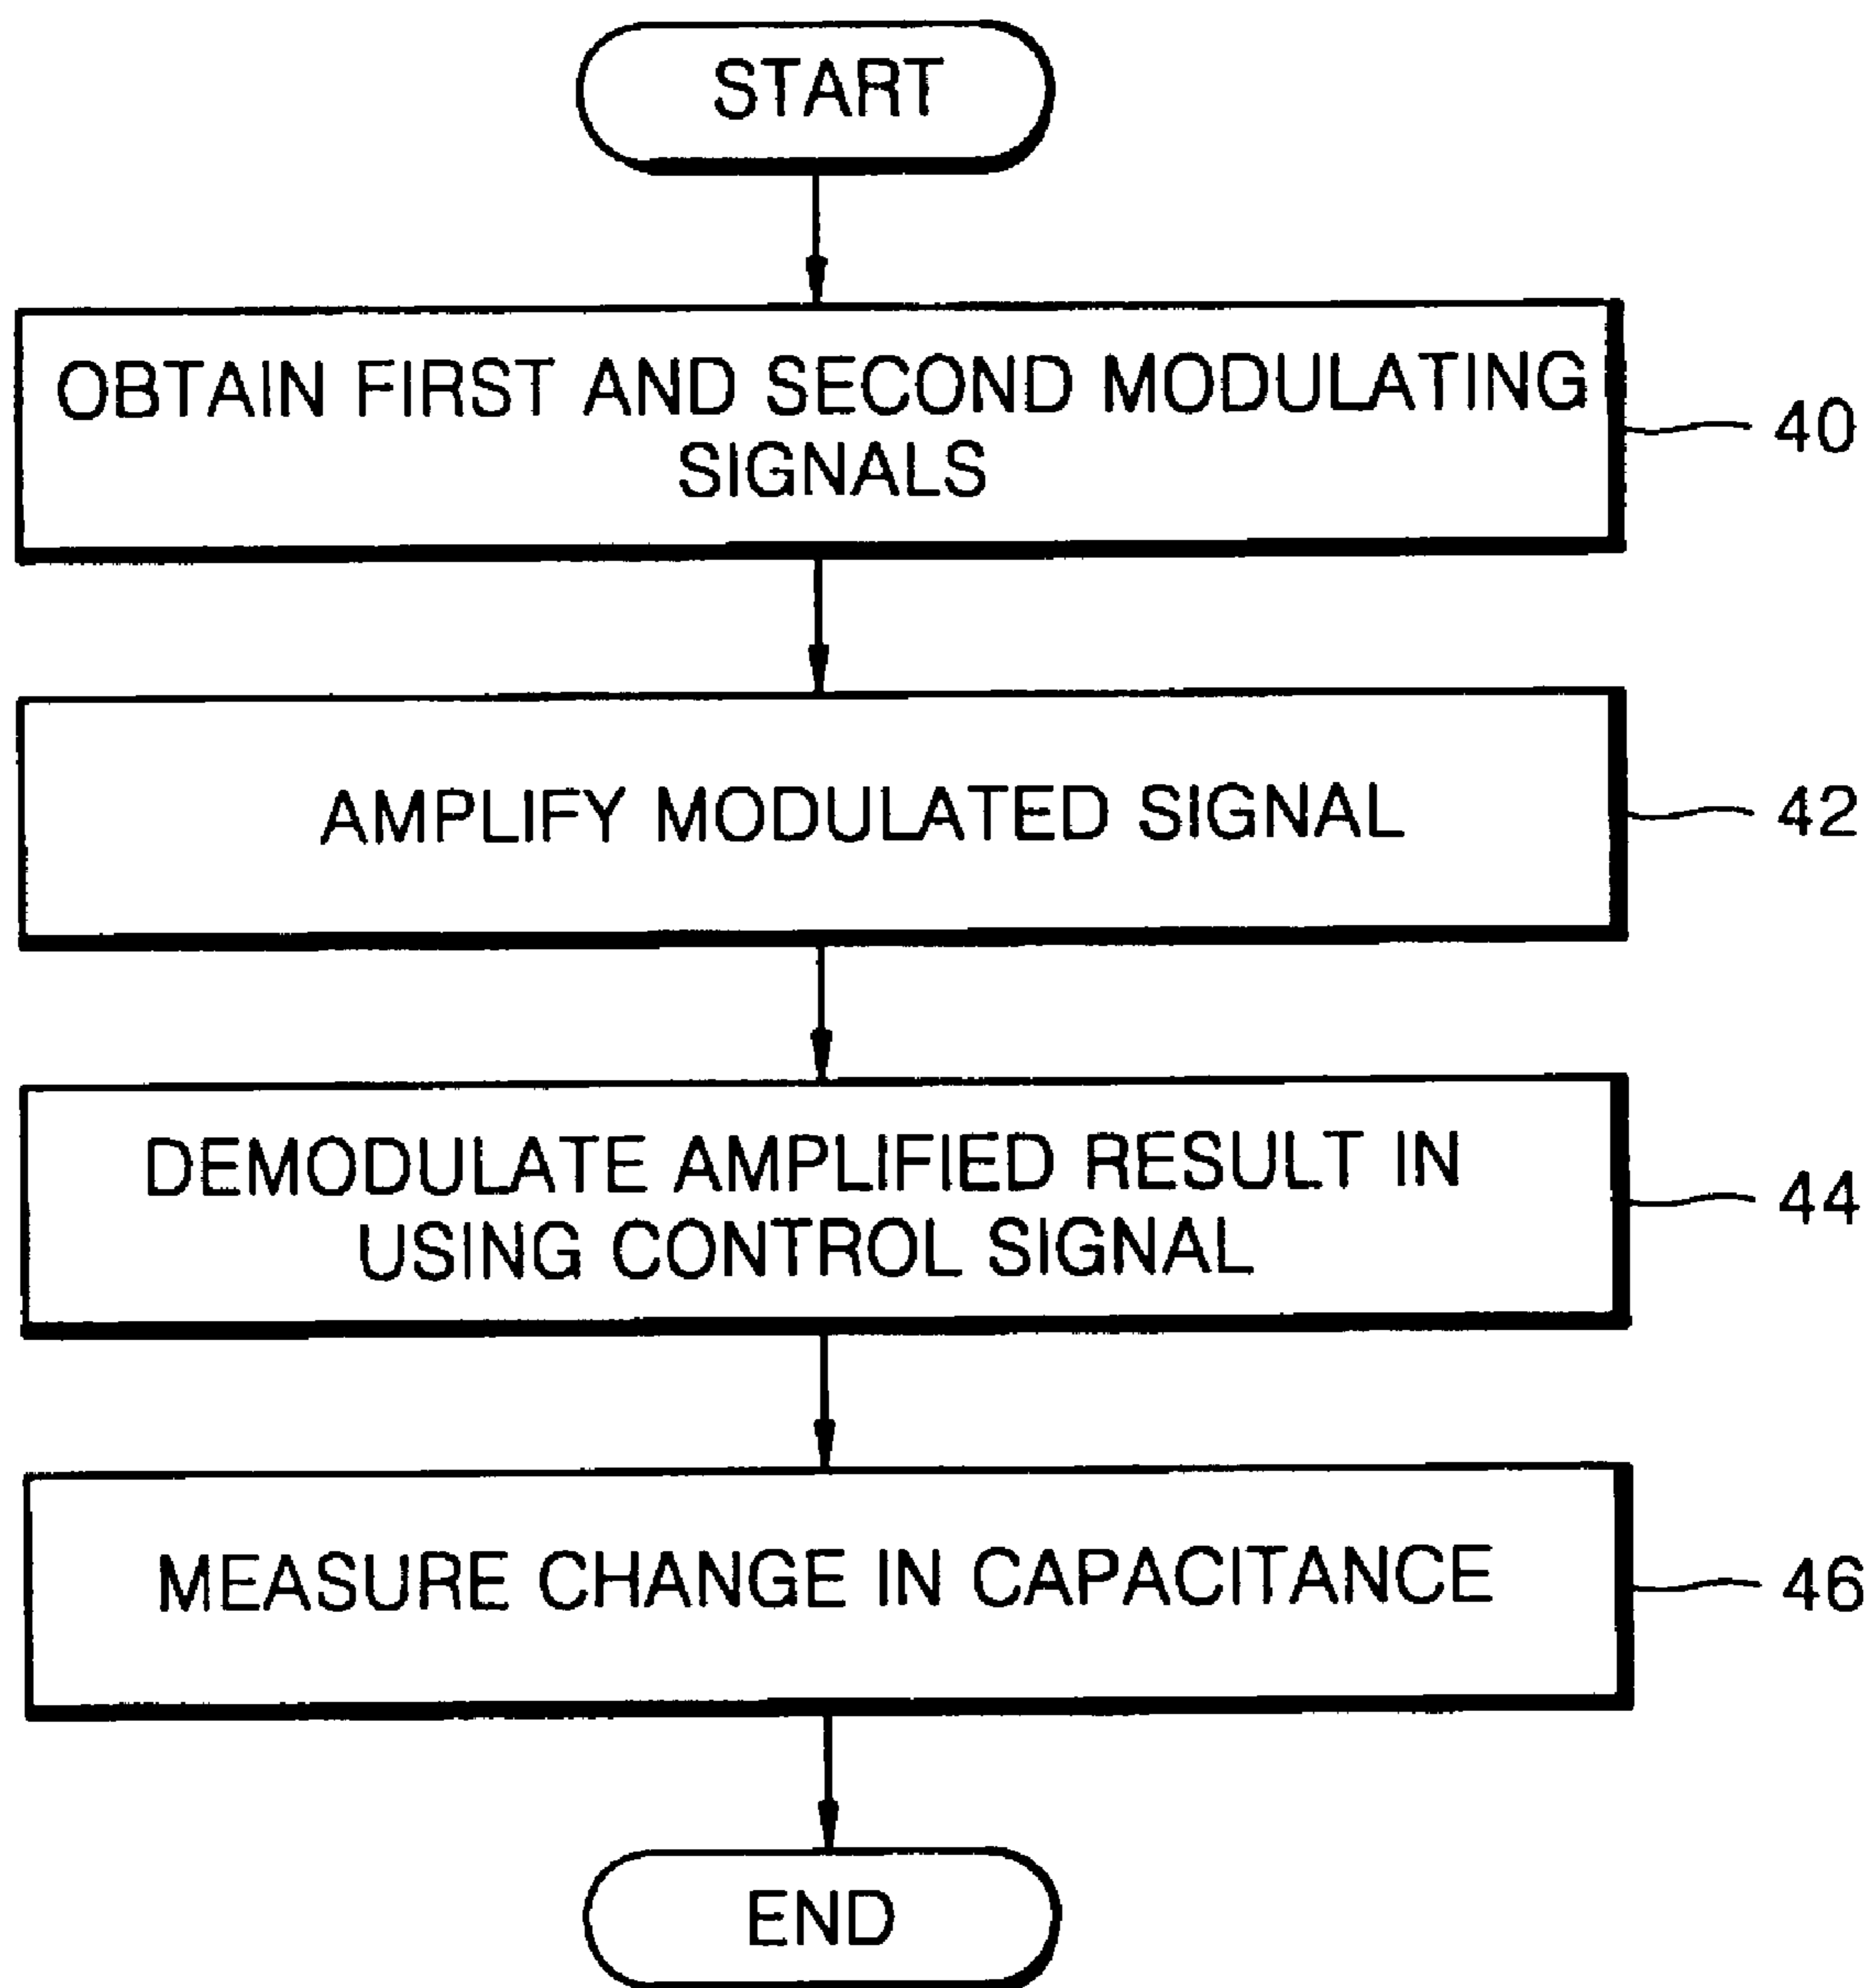 START
OBTAIN FIRST AND SECOND MODULATING
SIGNALS
40
AMPLIFY MODULATED SIGNAL
42
DEMODULATE AMPLIFIED RESULT IN
USING CONTROL SIGNAL
44
MEASURE CHANGE IN CAPACITANCE
46
END